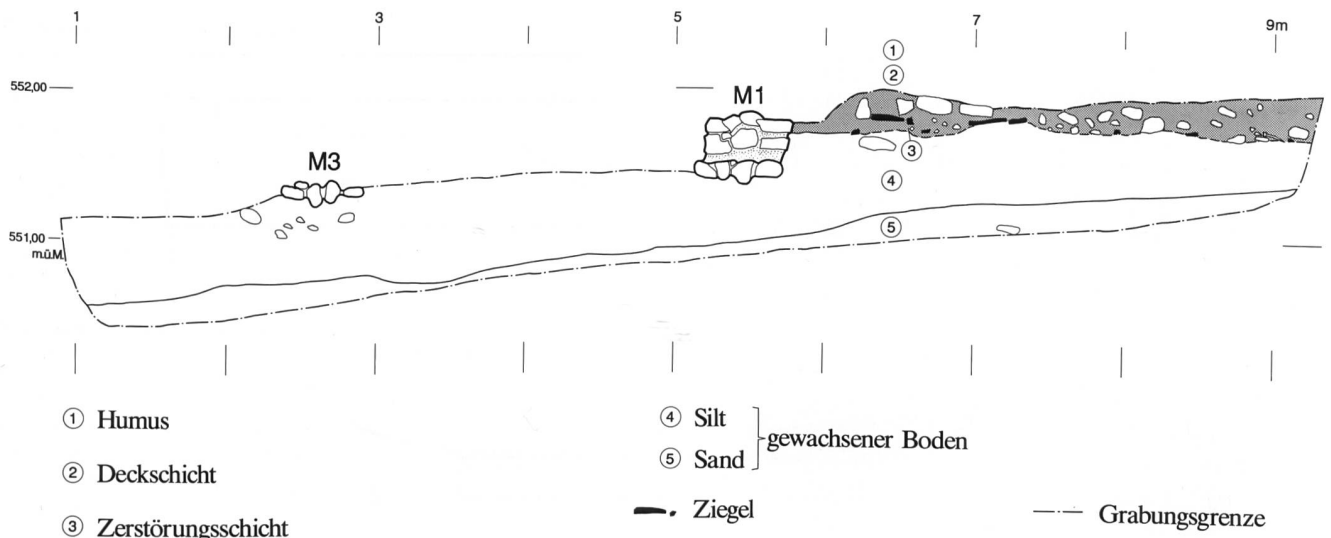 1 3 5 7 9m
① 
②
552,00
M1
M3
③
④
⑤
551,00
m.ü.M.
① Humus
② Deckschicht
③ Zerstörungsschicht
④ Silt
⑤ Sand
gewachsener Boden
Ziegel
Grabungsgrenze